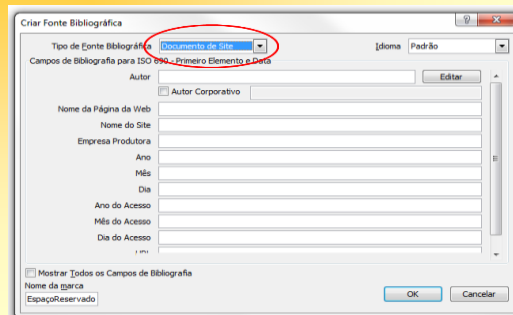 Criar Fonte Bibliográfica
Tipo de Fonte Bibliográfica Documento de Site Idioma Padrão
Campos de Bibliografia para ISO 690 - Primeiro Elemento e Data
Autor Editar
Autor Corporativo
Nome da Página da Web
Nome do Site
Empresa Produtora
Ano
Mês
Dia
Ano do Acesso
Mês do Acesso
Dia do Acesso
URL
Mostrar Todos os Campos de Bibliografia
Nome da marca
EspaçoReservado OK Cancelar